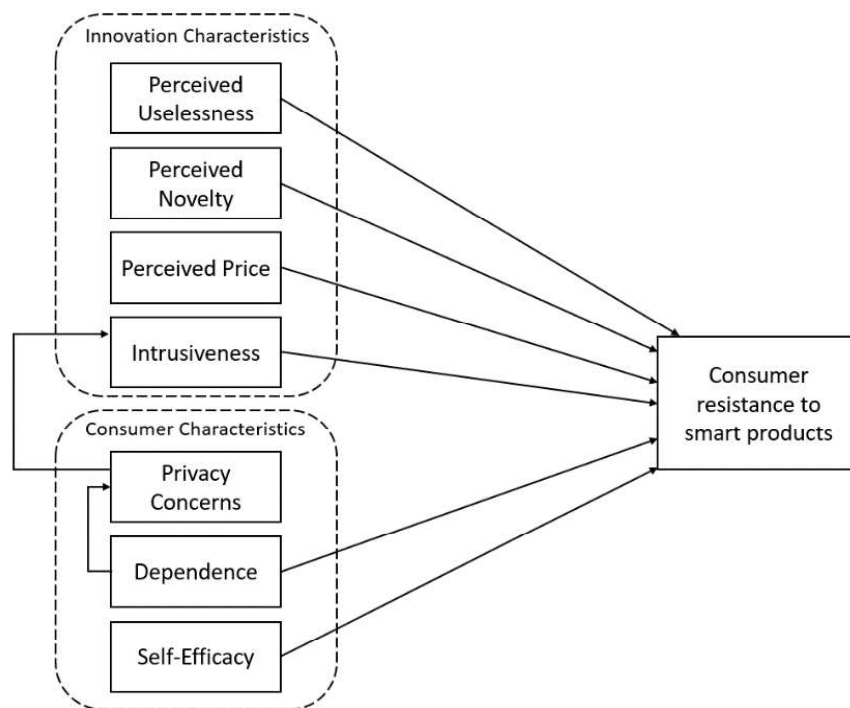 Innovation Characteristics
Perceived
Uselessness
Perceived
Novelty
Perceived Price
Intrusiveness
Consumer Characteristics
Privacy
Concerns
Dependence
Self-Efficacy
Consumer
resistance to
smart products